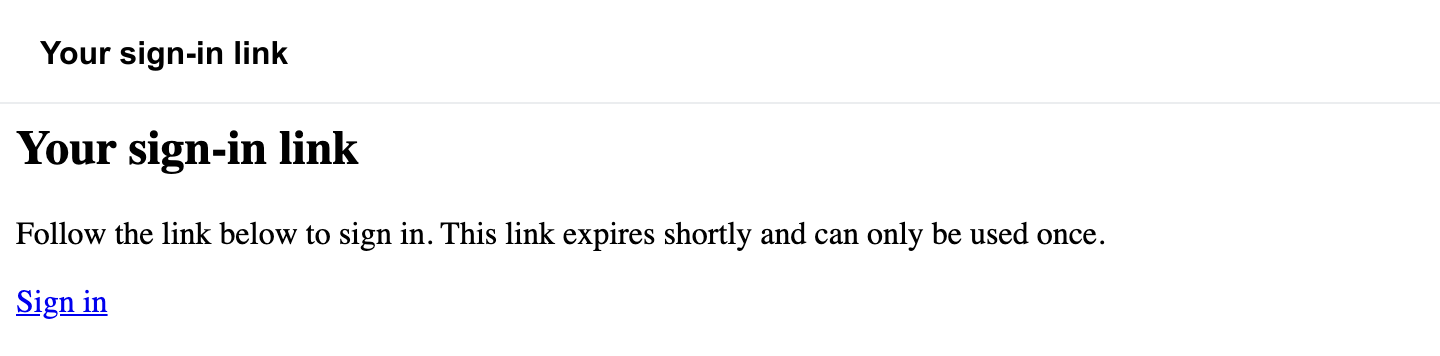 Your sign-in link
Your sign-in link
Follow the link below to sign in. This link expires shortly and can only be used once.
Sign in